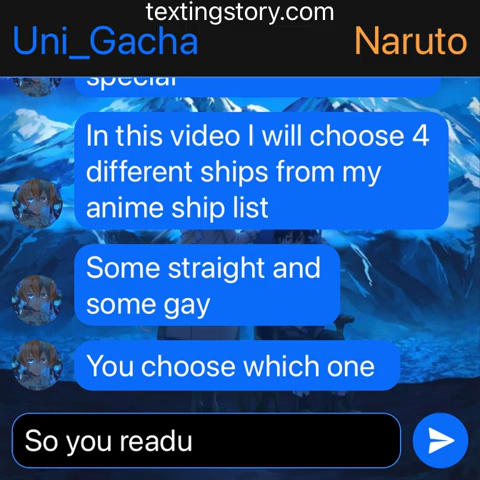 textingstory.com
Uni_Gacha
Naruto
special
In this video I will choose 4
different ships from my
anime ship list
Some straight and
some gay
You choose which one
So you readu